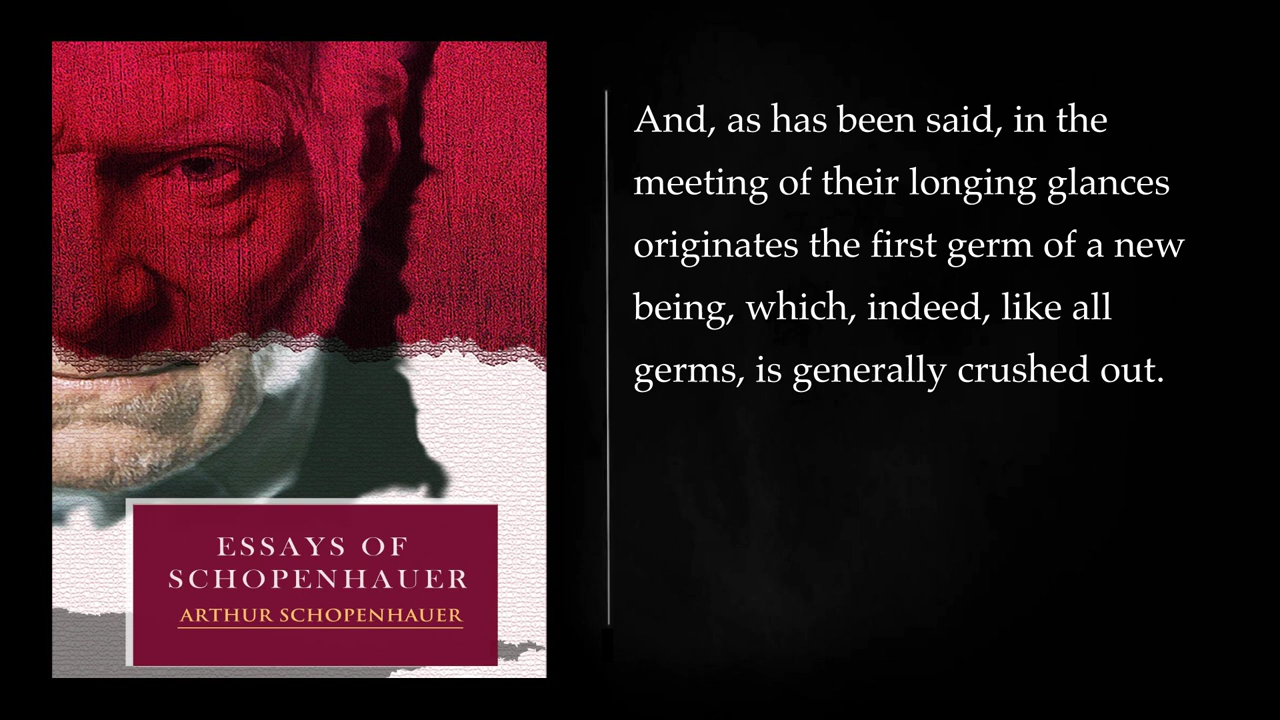 ESSAYS OF
SCHOPENHAUER
ARTHUR SCHOPENHAUER
And, as has been said, in the
meeting of their longing glances
originates the first germ of a new
being, which, indeed, like all
germs, is generally crushed out.